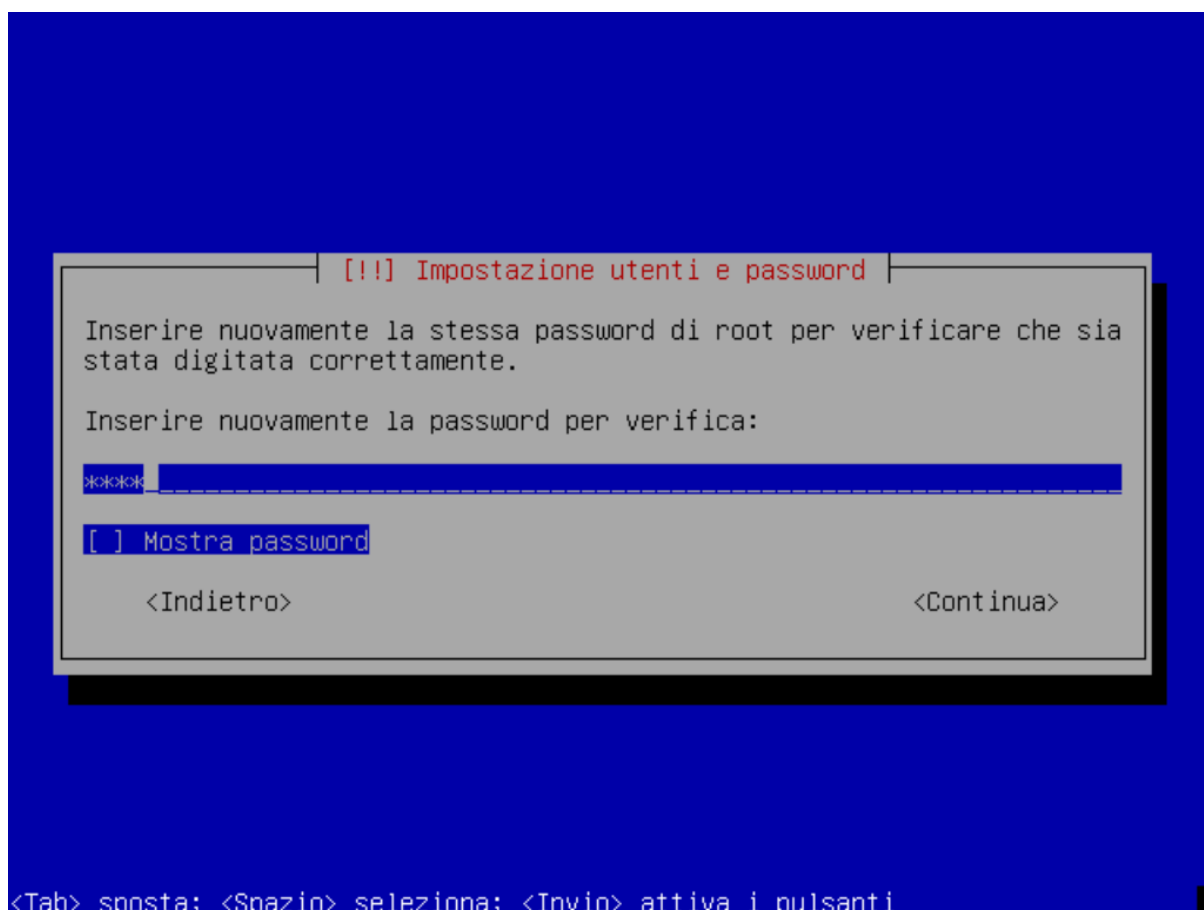 [!!] Impostazione utenti e password
Inserire nuovamente la stessa password di root per verificare che sia
stata digitata correttamente.
Inserire nuovamente la password per verifica:
****_______________________________________________________________
[ ] Mostra password
<Indietro> <Continua>
<Tab> sposta; <Spazio> seleziona; <Invio> attiva i pulsanti